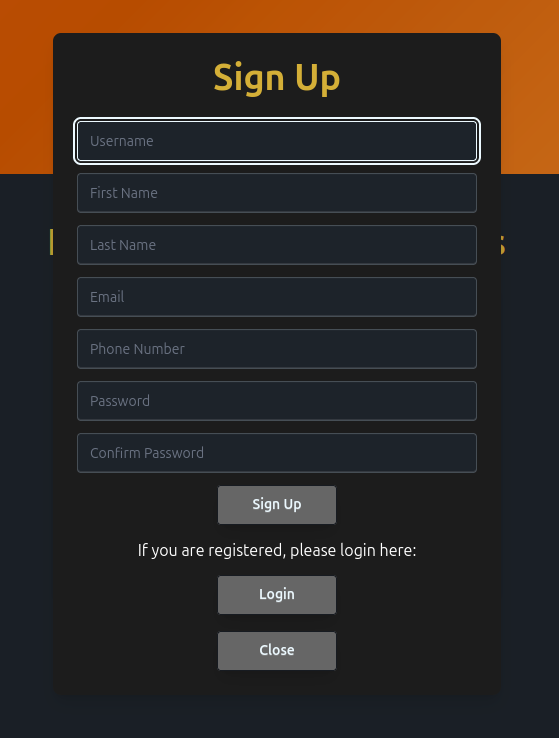 Sign Up
Username
First Name
Last Name
Email
Phone Number
Password
Confirm Password
Sign Up
If you are registered, please login here:
Login
Close